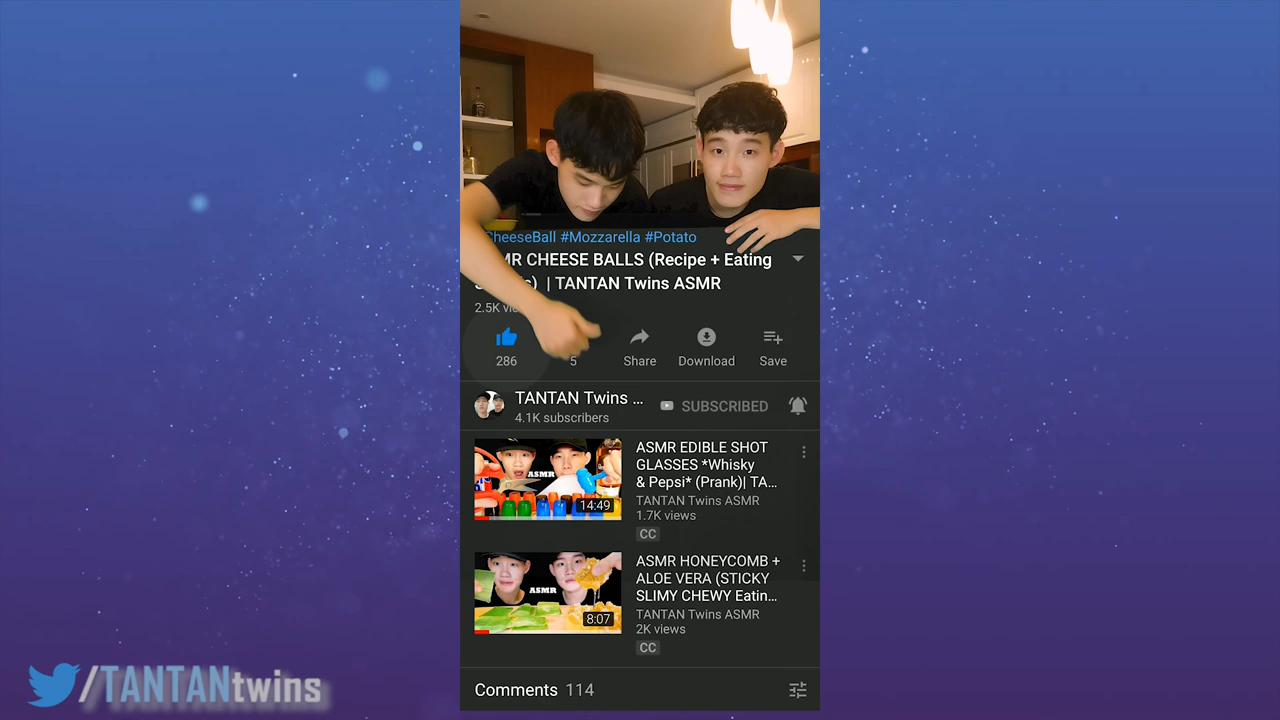 CheeseBall #Mozzarella #Potato
MR CHEESE BALLS (Recipe + Eating
| TANTAN Twins ASMR
2.5K
286
5
Share
Download
Save
TANTAN Twins ...
4.1K subscribers
SUBSCRIBED
ASMR
14:49
ASMR EDIBLE SHOT
GLASSES *Whisky
& Pepsi* (Prank)| TA...
TANTAN Twins ASMR
1.7K views
CC
ASMR
8:07
ASMR HONEYCOMB +
ALOE VERA (STICKY
SLIMY CHEWY Eatin...
TANTAN Twins ASMR
2K views
CC
Comments 114
/TANTANtwins